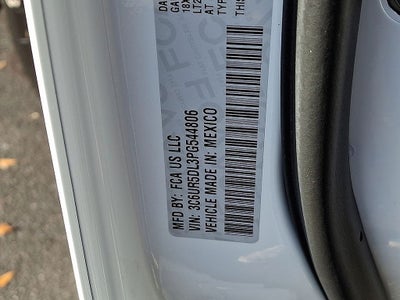 MFD BY: FCA US LLC
VIN: 3C6UR5DL3PG544806
VEHICLE MADE IN: MEXICO